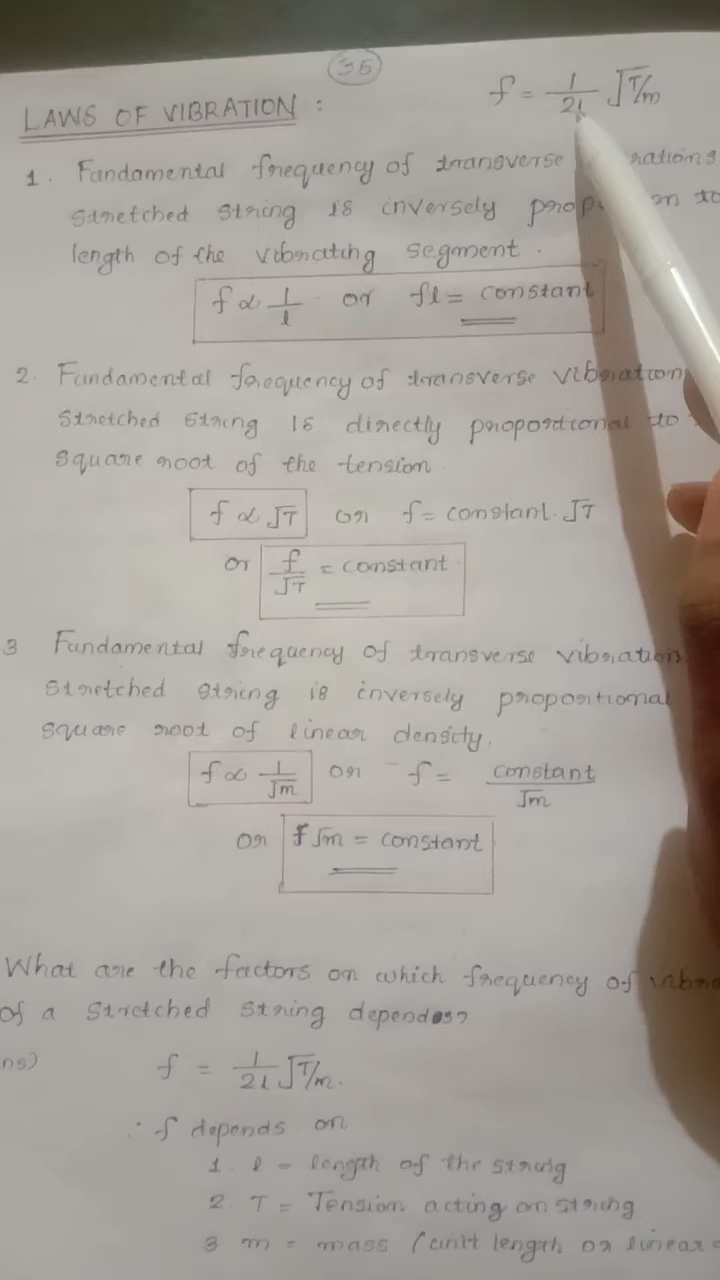 35
LAWS OF VIBRATION :
f = 1/2l √T/m
1. Fundamental frequency of transverse
stretched string is inversely to
length of the vibrating segment.
f ∝ 1/l or fl = constant
2. Fundamental frequency of transverse vibration
stretched string is directly proportional to
square root of the tension
f ∝ √T or f = constant. √T
or f/√T = constant
3 Fundamental frequency of transverse vibration
stretched string is inversely propositional
square root of linear density.
f ∝ 1/√m or f = constant/√m
or f √m = constant
What are the factors on which frequency of
of a stretched string depends?
f = 1/2l √T/m.
∴ f depends on
1. l = length of the string
2 T = Tension acting on string
3 m = mass / unit length or linear